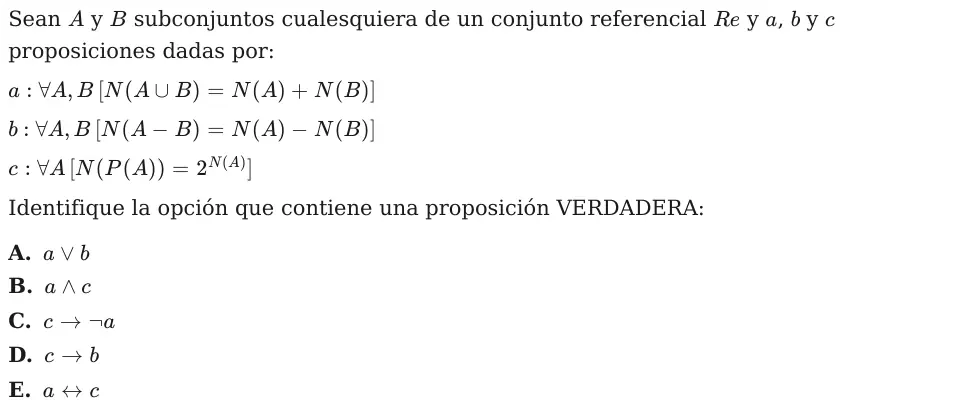 Sean A y B subconjuntos cualesquiera de un conjunto referencial Re y a, b y c
proposiciones dadas por:
a : ∀A, B [N(A ∪ B) = N(A) + N(B)]
b : ∀A, B [N(A − B) = N(A) − N(B)]
c : ∀A [N(P(A)) = 2^{N(A)}]
Identifique la opción que contiene una proposición VERDADERA:
A. a ∨ b
B. a ∧ c
C. c → ¬a
D. c → b
E. a ↔ c